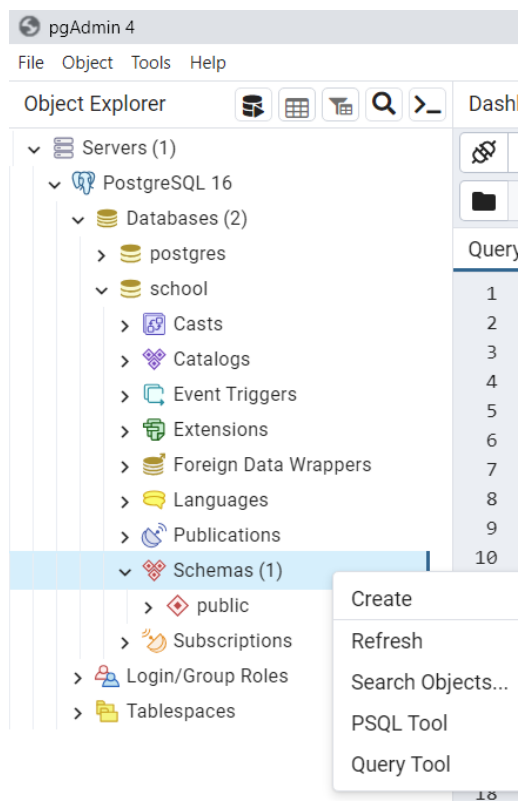 pgAdmin 4
File Object Tools Help
Object Explorer
Dash
Servers (1)
PostgreSQL 16
Databases (2)
postgres
school
Casts
Catalogs
Event Triggers
Extensions
Foreign Data Wrappers
Languages
Publications
Schemas (1)
public
Subscriptions
Login/Group Roles
Tablespaces
Query
1
2
3
4
5
6
7
8
9
10
Create
Refresh
Search Objects...
PSQL Tool
Query Tool
18